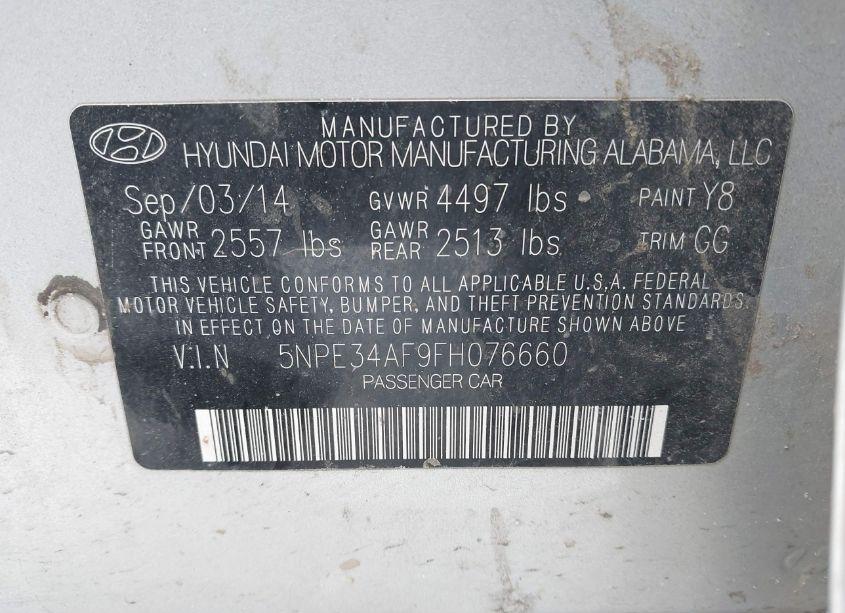 MANUFACTURED BY
HYUNDAI MOTOR MANUFACTURING ALABAMA, LLC
Sep/03/14 GVWR 4497 lbs PAINT Y8
GAWR FRONT 2557 lbs GAWR REAR 2513 lbs TRIM GG
THIS VEHICLE CONFORMS TO ALL APPLICABLE U.S.A. FEDERAL
MOTOR VEHICLE SAFETY, BUMPER, AND THEFT PREVENTION STANDARDS.
IN EFFECT ON THE DATE OF MANUFACTURE SHOWN ABOVE
V.I.N 5NPE34AF9FH076660
PASSENGER CAR